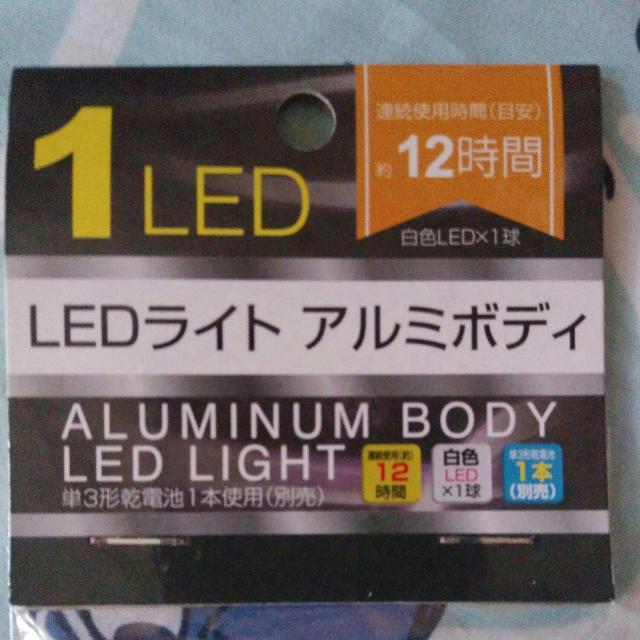 1LED
連続使用時間(目安)
約12時間
白色LED×1球
LEDライト アルミボディ
ALUMINUM BODY
LED LIGHT
単3形乾電池1本使用(別売)
連続使用(約)
12
時間
白色
LED
×1球
単3形乾電池
1本
(別売)